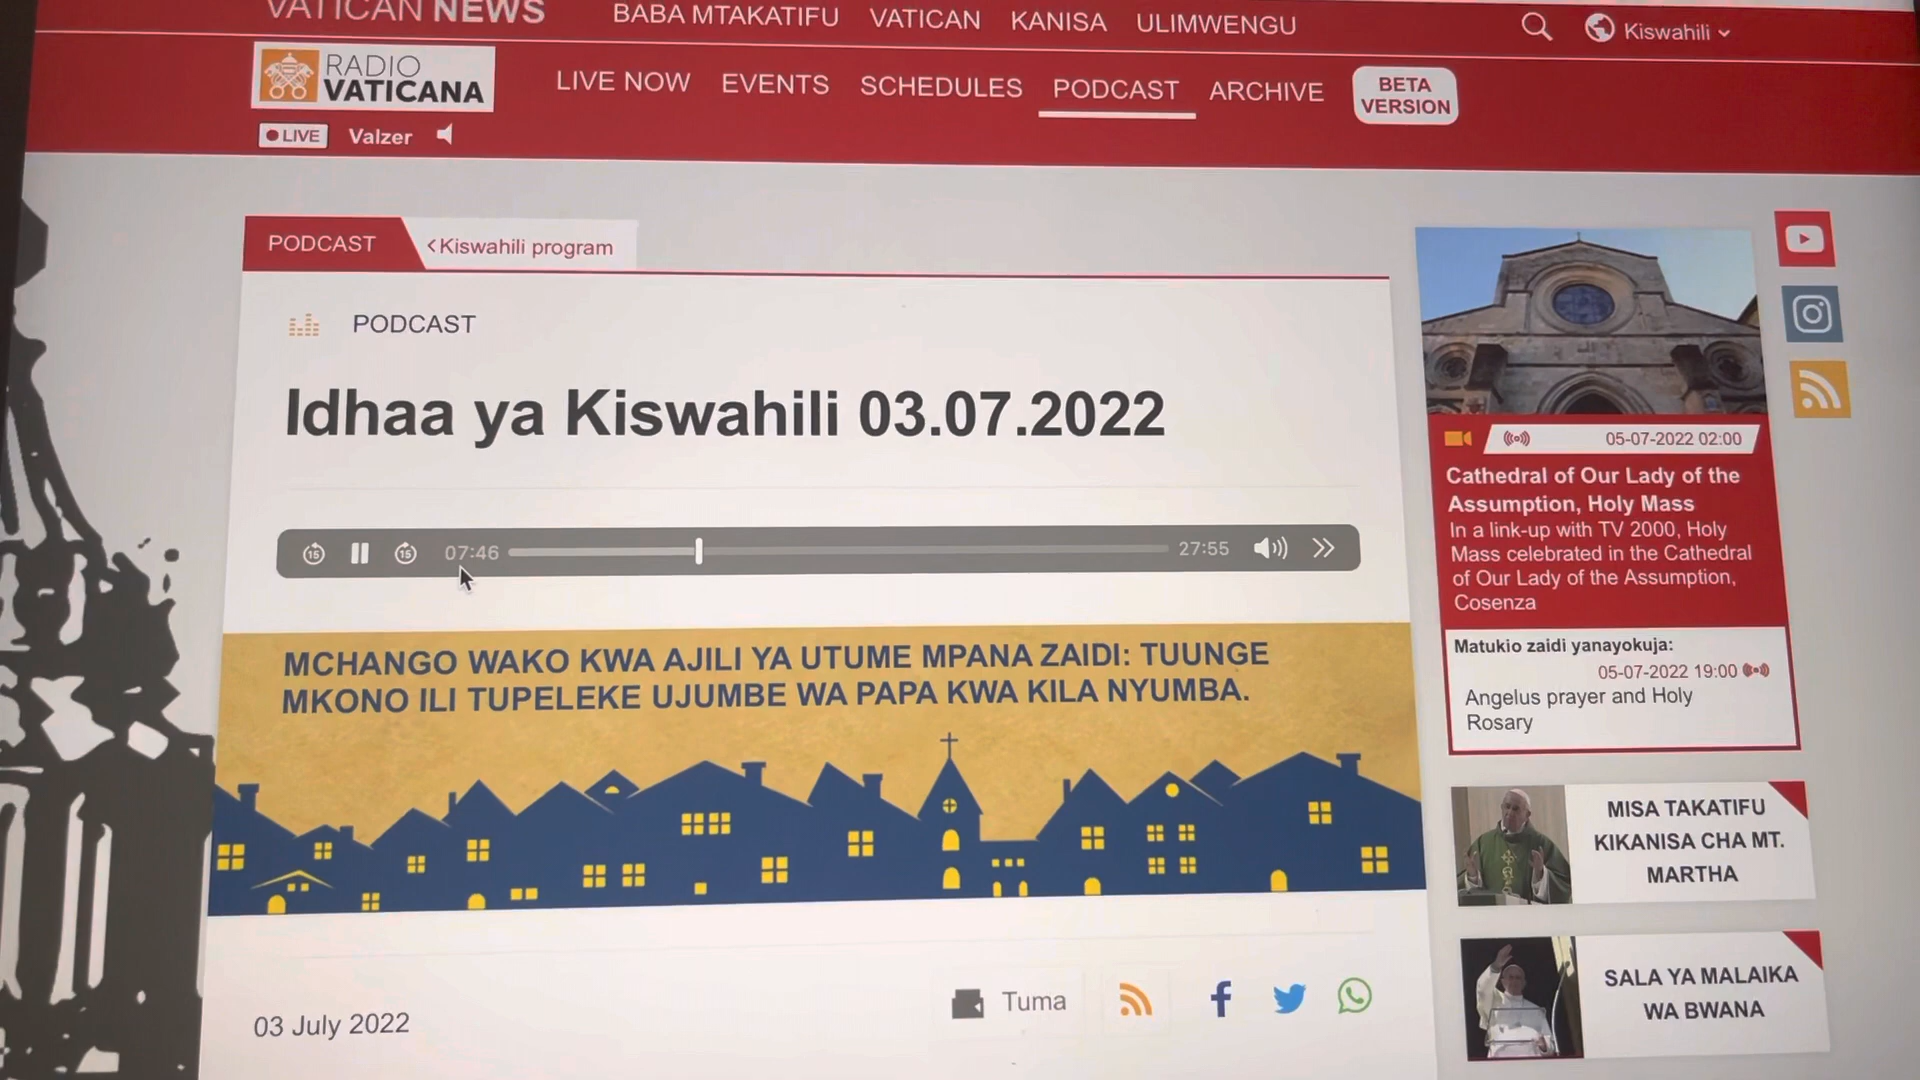 VATICAN NEWS
BABA MTAKATIFU VATICAN KANISA ULIMWENGU
Kiswahili
RADIO
VATICANA
LIVE NOW EVENTS SCHEDULES PODCAST ARCHIVE
BETA
VERSION
LIVE Valzer
PODCAST
Kiswahili program
PODCAST
Idhaa ya Kiswahili 03.07.2022
15 15 07:46 27:55
MCHANGO WAKO KWA AJILI YA UTUME MPANA ZAIDI: TUUNGE
MKONO ILI TUPELEKE UJUMBE WA PAPA KWA KILA NYUMBA.
03 July 2022
Tuma
05-07-2022 02:00
Cathedral of Our Lady of the
Assumption, Holy Mass
In a link-up with TV 2000, Holy
Mass celebrated in the Cathedral
of Our Lady of the Assumption,
Cosenza
Matukio zaidi yanayokuja:
05-07-2022 19:00
Angelus prayer and Holy
Rosary
MISA TAKATIFU
KIKANISA CHA MT.
MARTHA
SALA YA MALAIKA
WA BWANA